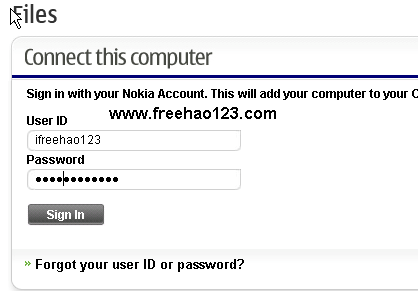 Files
Connect this computer
Sign in with your Nokia Account. This will add your computer to your
www.freehao123.com
User ID
ifreehao123
Password
••••••••••••
Sign In
» Forgot your user ID or password?